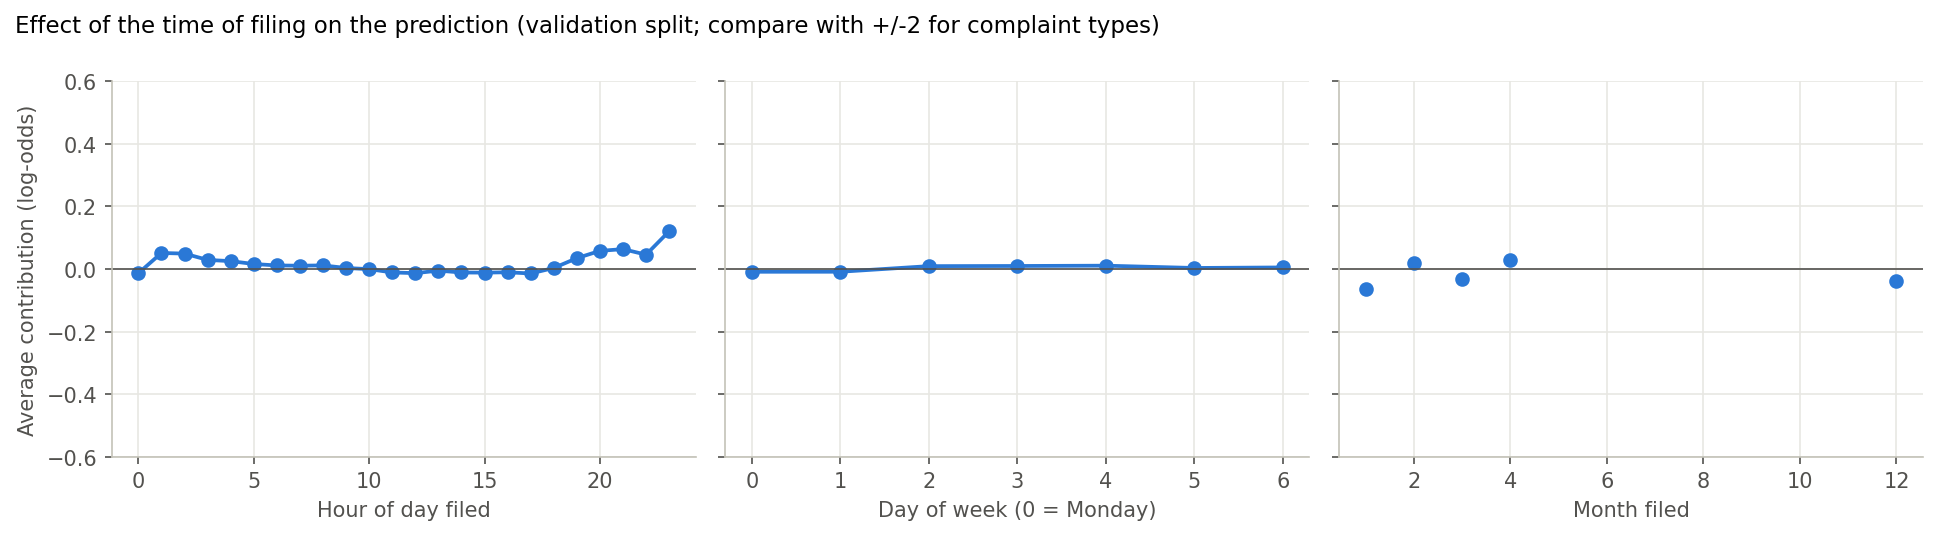 Effect of the time of filing on the prediction (validation split; compare with +/-2 for complaint types)
Average contribution (log-odds)
0.6
0.4
0.2
0.0
−0.2
−0.4
−0.6
0 5 10 15 20
Hour of day filed
0 1 2 3 4 5 6
Day of week (0 = Monday)
2 4 6 8 10 12
Month filed